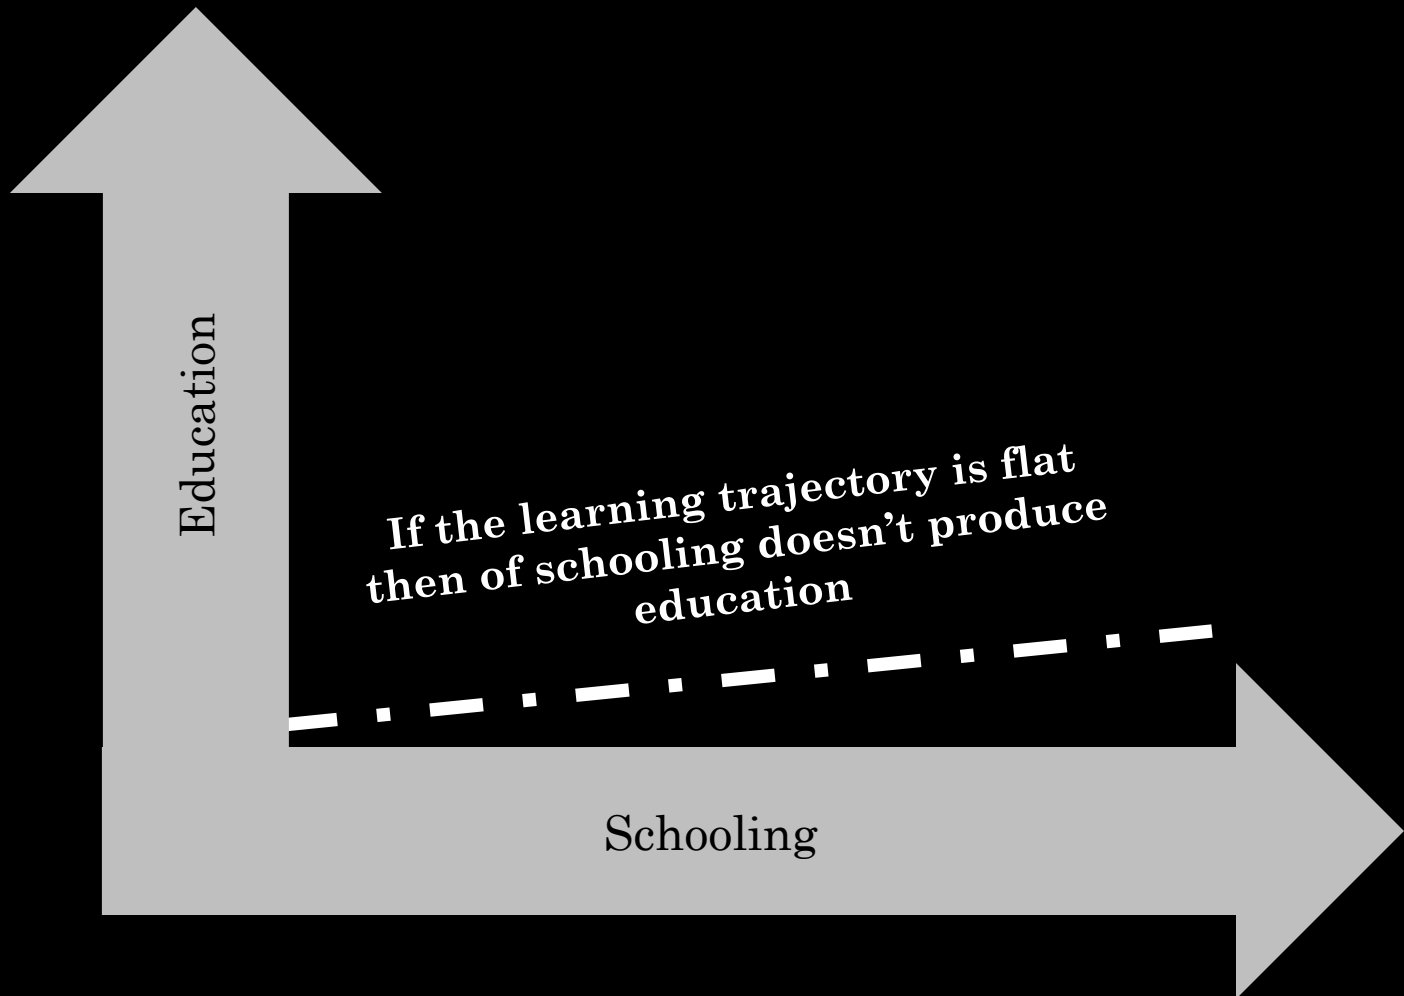 Education
If the learning trajectory is flat
then of schooling doesn’t produce
education
Schooling